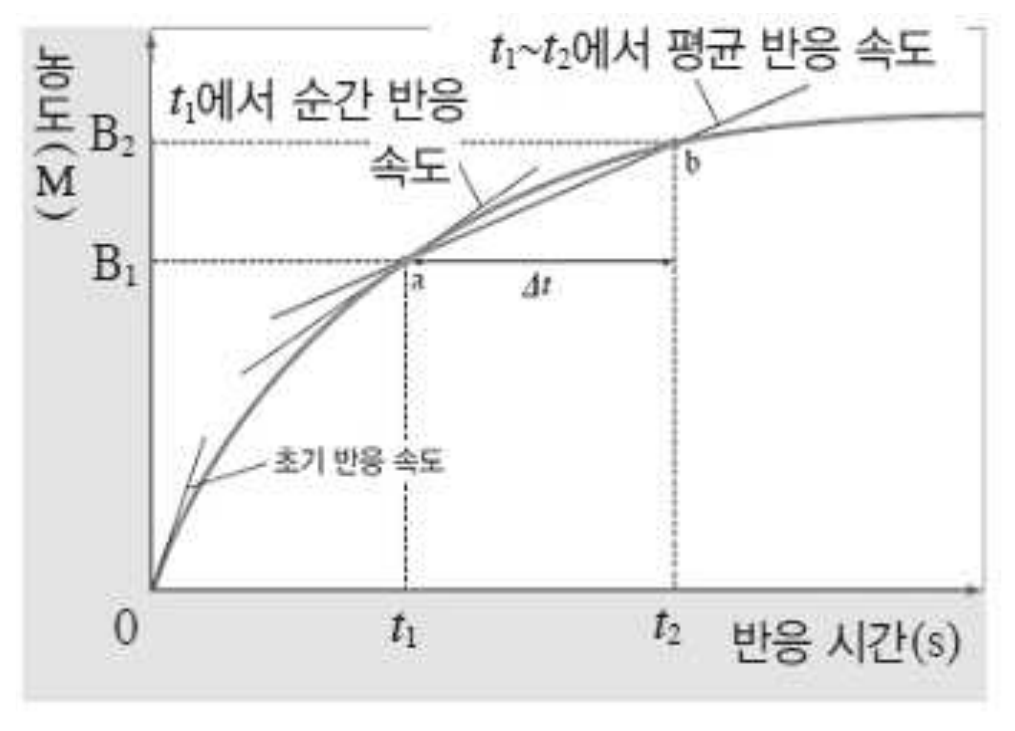 농도(M)
t₁~t₂에서 평균 반응 속도
t₁에서 순간 반응
속도
B₂
b
B₁
a
Δt
초기 반응 속도
0
t₁
t₂
반응 시간(s)